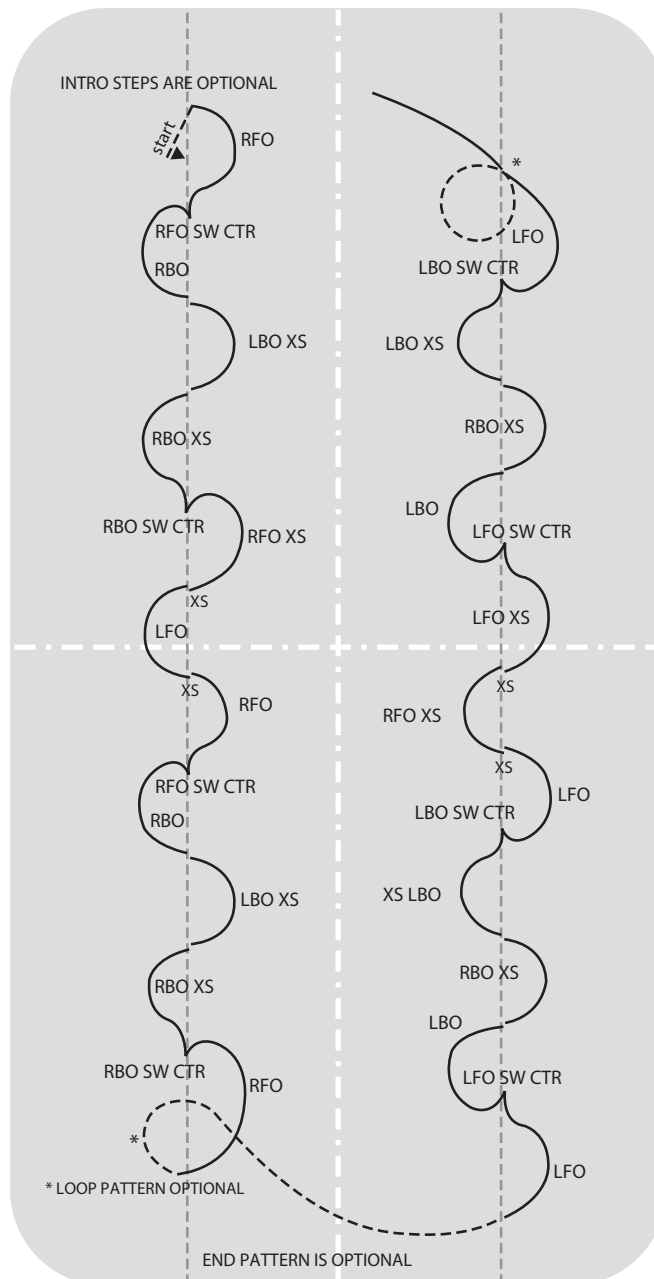 INTRO STEPS ARE OPTIONAL
start
RFO
RFO SW CTR
RBO
LBO XS
RBO XS
RBO SW CTR
RFO XS
XS
LFO
XS
RFO
RFO SW CTR
RBO
LBO XS
RBO XS
RBO SW CTR
RFO
*
* LOOP PATTERN OPTIONAL
END PATTERN IS OPTIONAL
LFO
LFO SW CTR
LBO
RBO XS
XS LBO
LBO SW CTR
LFO
XS
RFO XS
XS
LFO XS
LFO SW CTR
LBO
RBO XS
LBO XS
LBO SW CTR
LFO
*